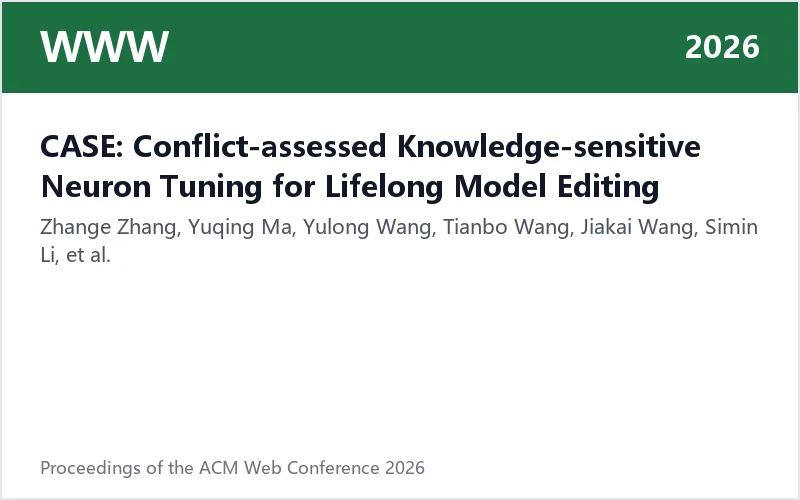 WWW
2026
CASE: Conflict-assessed Knowledge-sensitive
Neuron Tuning for Lifelong Model Editing
Zhange Zhang, Yuqing Ma, Yulong Wang, Tianbo Wang, Jiakai Wang, Simin
Li, et al.
Proceedings of the ACM Web Conference 2026